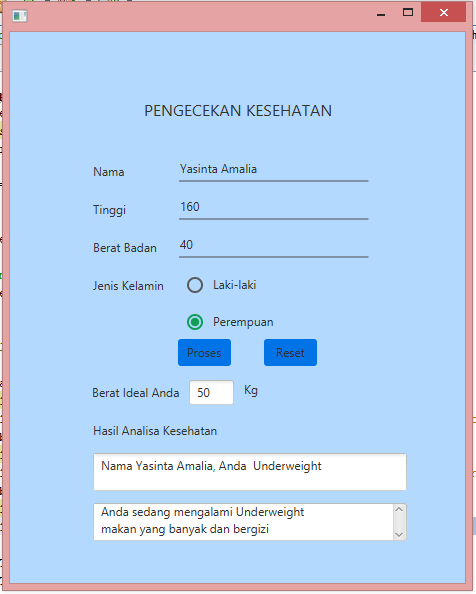 PENGECEKAN KESEHATAN
Nama Yasinta Amalia
Tinggi 160
Berat Badan 40
Jenis Kelamin Laki-laki
Perempuan
Proses Reset
Berat Ideal Anda 50 Kg
Hasil Analisa Kesehatan
Nama Yasinta Amalia, Anda  Underweight
Anda sedang mengalami Underweight
makan yang banyak dan bergizi